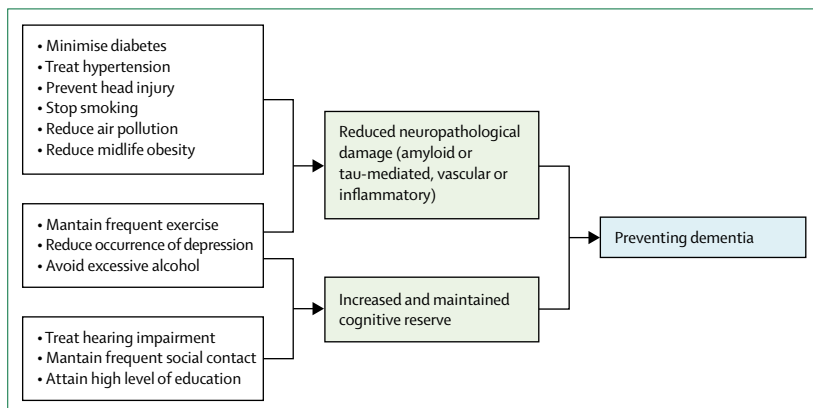 • Minimise diabetes
• Treat hypertension
• Prevent head injury
• Stop smoking
• Reduce air pollution
• Reduce midlife obesity
• Mantain frequent exercise
• Reduce occurrence of depression
• Avoid excessive alcohol
• Treat hearing impairment
• Mantain frequent social contact
• Attain high level of education
Reduced neuropathological
damage (amyloid or
tau-mediated, vascular or
inflammatory)
Increased and maintained
cognitive reserve
Preventing dementia